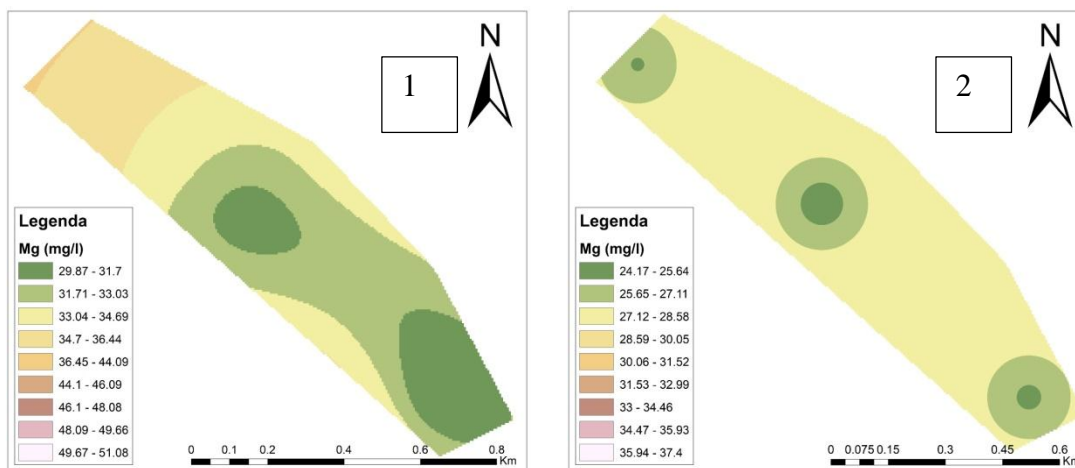 N
1
Legenda
Mg (mg/l)
29.87 - 31.7
31.71 - 33.03
33.04 - 34.69
34.7 - 36.44
36.45 - 44.09
44.1 - 46.09
46.1 - 48.08
48.09 - 49.66
49.67 - 51.08
0 0.1 0.2 0.4 0.6 0.8
Km
N
2
Legenda
Mg (mg/l)
24.17 - 25.64
25.65 - 27.11
27.12 - 28.58
28.59 - 30.05
30.06 - 31.52
31.53 - 32.99
33 - 34.46
34.47 - 35.93
35.94 - 37.4
0 0.075 0.15 0.3 0.45 0.6
Km